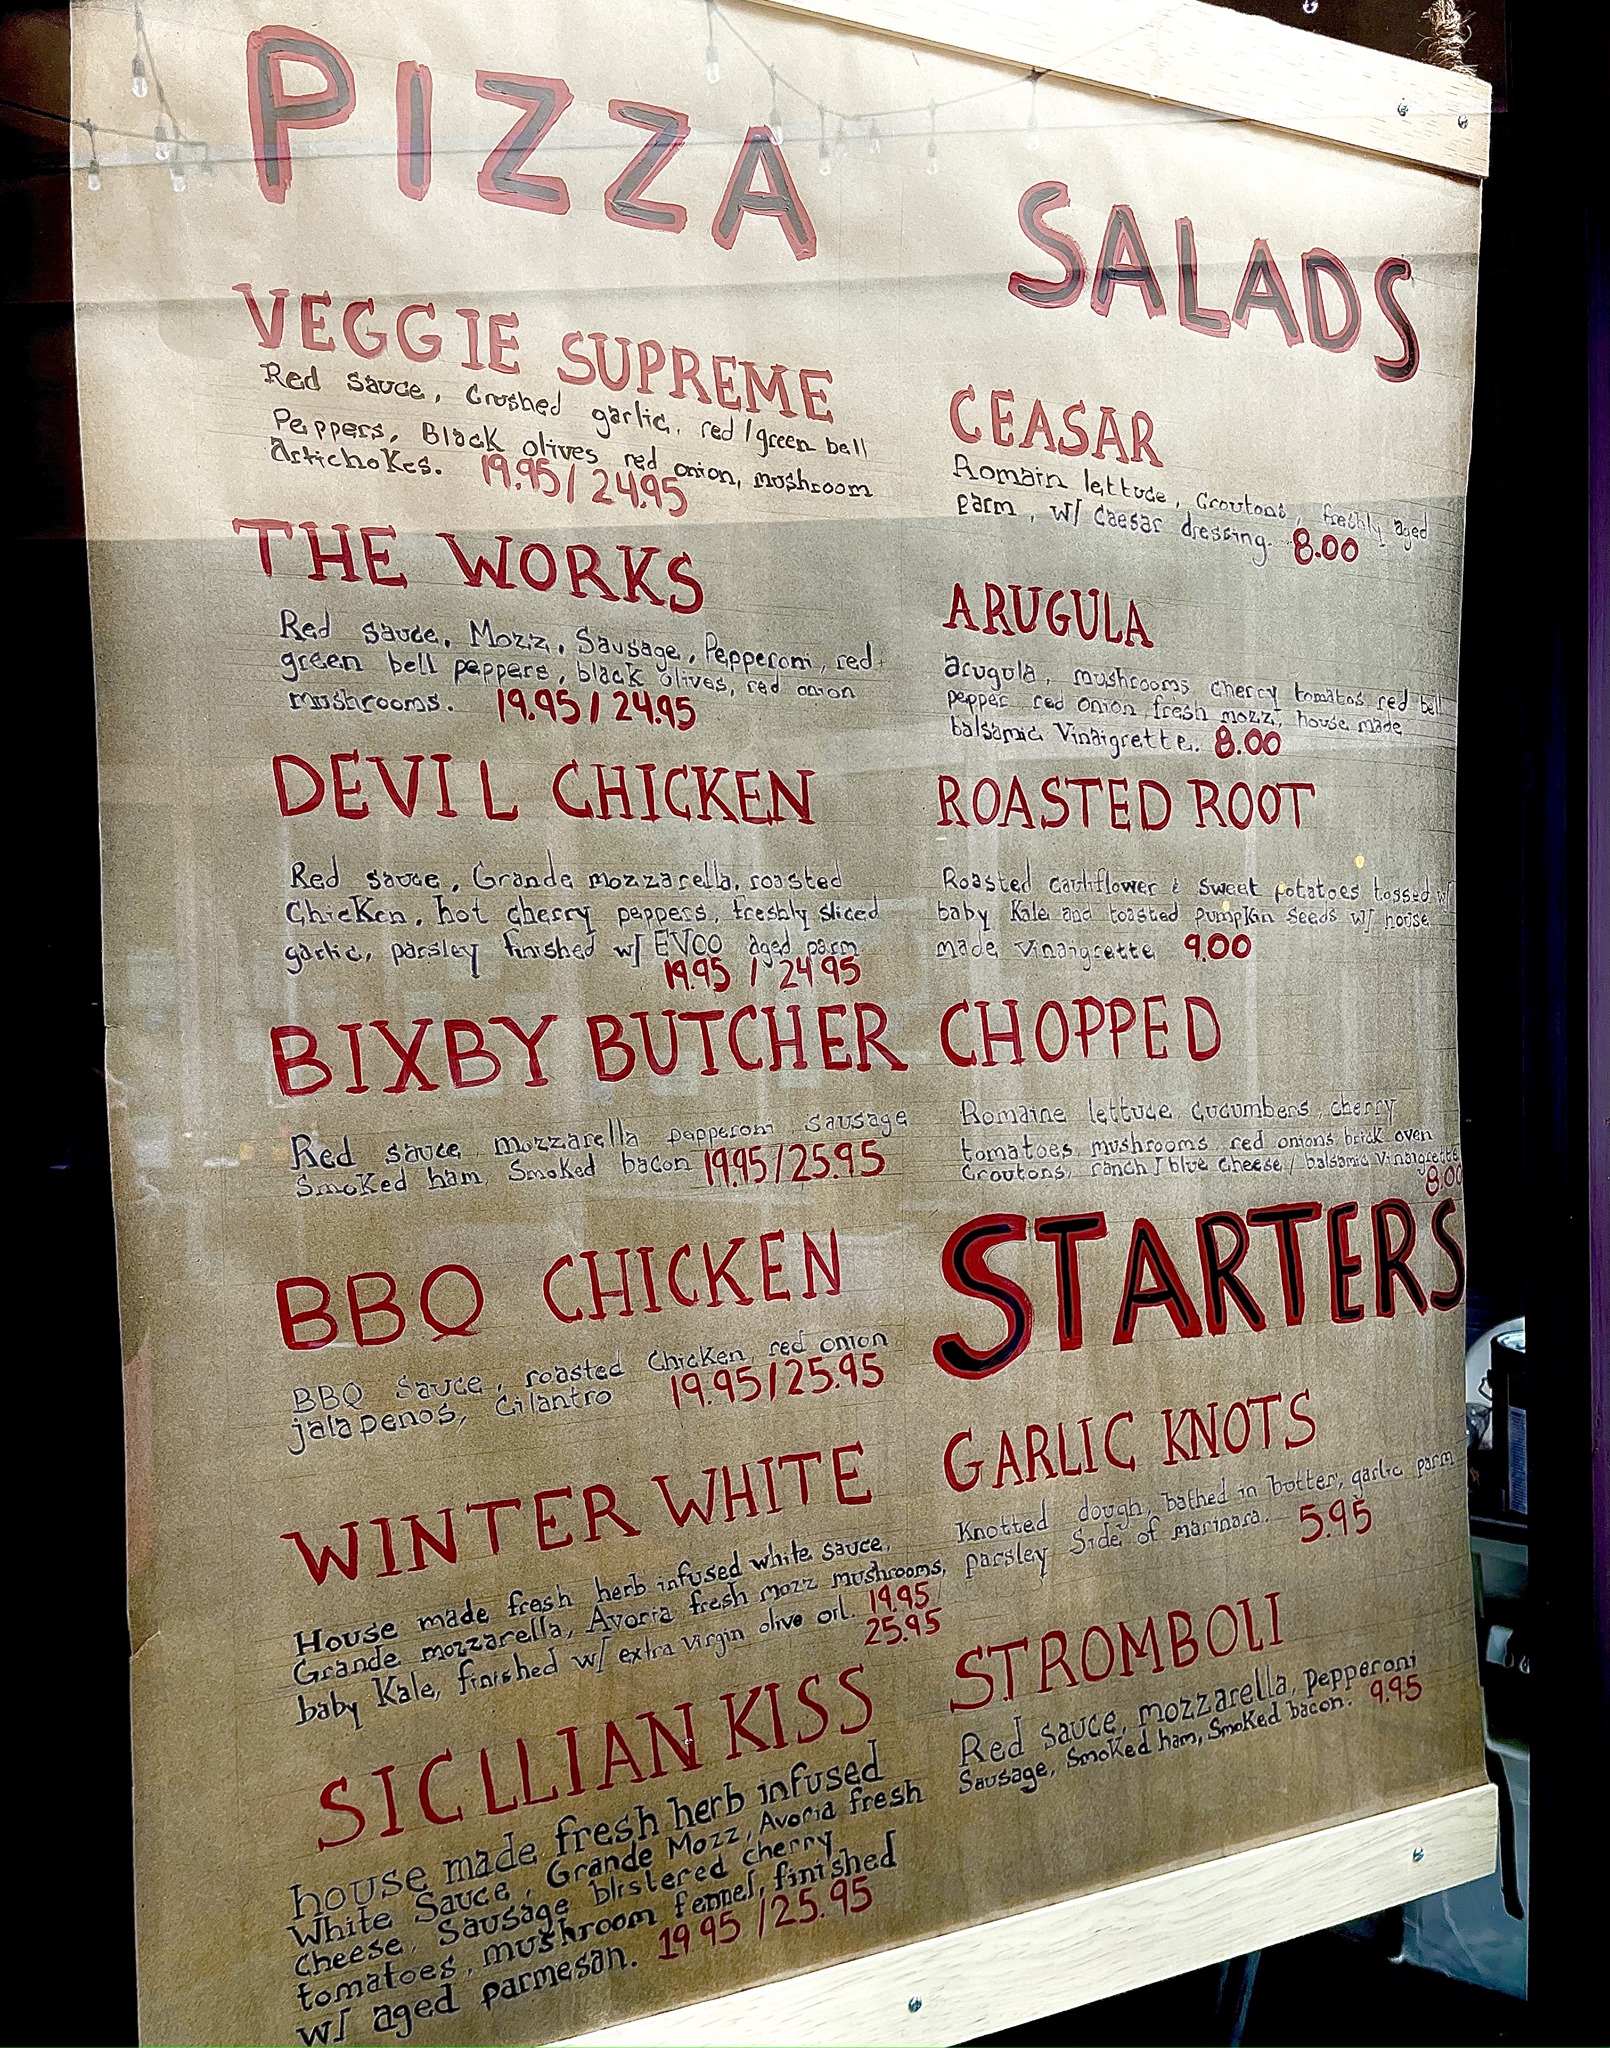 PIZZA
VEGGIE SUPREME
Red sauce, Crushed garlic, red/green bell
Peppers, Black olives red onion, mushroom
Artichokes. 19.95/24.95
THE WORKS
Red sauce, Mozz, Sausage, Pepperoni, red+
green bell peppers, black olives, red onion
mushrooms. 19.95/24.95
DEVIL CHICKEN
Red sauce, Grande mozzarella, roasted
Chicken, hot cherry peppers, freshly sliced
garlic, parsley finished w/ EVOO aged parm
19.95 / 24.95
BIXBY BUTCHER
Red sauce mozzarella pepperoni sausage
Smoked ham, Smoked bacon 19.95/25.95
BBQ CHICKEN
BBQ Sauce, roasted Chicken red onion
jalapenos, Cilantro 19.95/25.95
WINTER WHITE
House made fresh herb infused white sauce,
Grande mozzarella, Avoria fresh mozz mushrooms,
baby Kale, finished w/ extra virgin olive oil. 19.95/
25.95
SICLLIAN KISS
house made fresh herb infused
White Sauce, Grande Mozz, Avoria fresh
Cheese, Sausage blistered cherry
tomatoes, mushroom fennel, finished
w/ aged parmesan. 19.95/25.95
SALADS
CEASAR
Romain lettuce, Croutons, freshly aged
parm, w/ Caesar dressing. 8.00
ARUGULA
arugula, mushrooms, cherry tomatos red bell
pepper red onion fresh mozz, house made
balsamic Vinaigrette. 8.00
ROASTED ROOT
Roasted cauliflower & sweet potatoes tossed w/
baby Kale and toasted pumpkin seeds w/ house
made Vinaigrette 9.00
CHOPPED
Romaine lettuce, cucumbers, cherry
tomatoes, mushrooms, red onions brick oven
Croutons, ranch/blue cheese/balsamic Vinaigrette
8.00
STARTERS
GARLIC KNOTS
Knotted dough, bathed in butter, garlic parm
parsley Side of marinara. 5.95
STROMBOLI
Red sauce, mozzarella, pepperoni
Sausage, Smoked ham, Smoked bacon. 9.95